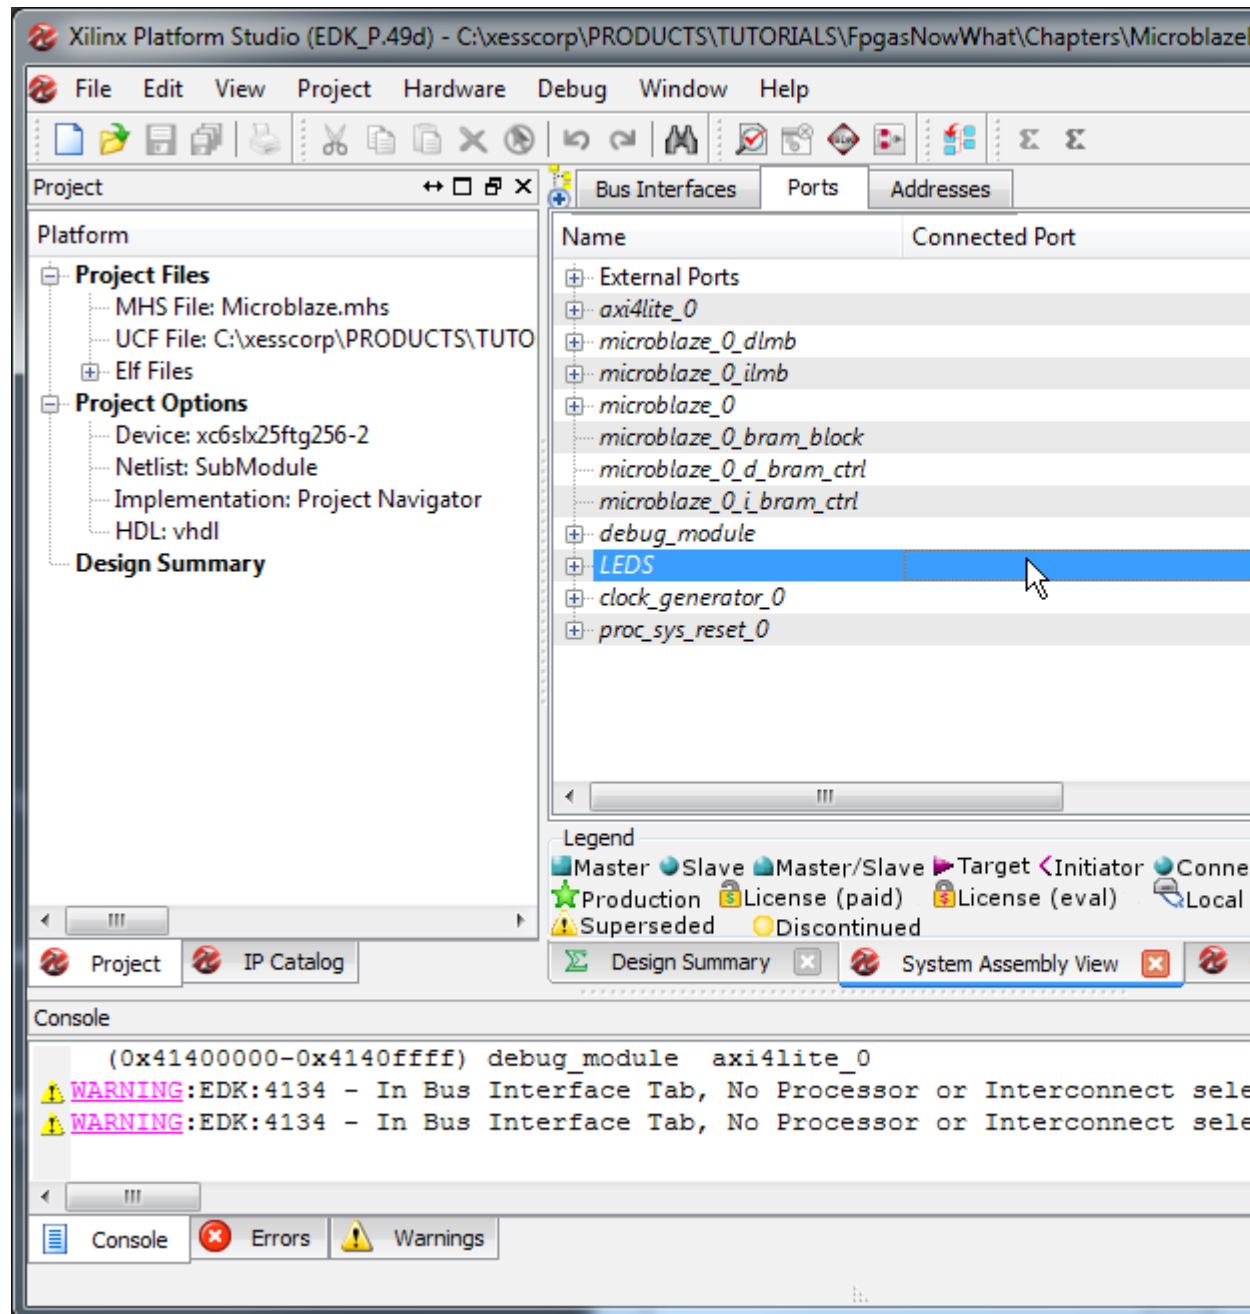 Xilinx Platform Studio (EDK_P.49d) - C:\xesscorp\PRODUCTS\TUTORIALS\FpgasNowWhat\Chapters\Microblaze
File Edit View Project Hardware Debug Window Help
Project
Platform
Project Files
MHS File: Microblaze.mhs
UCF File: C:\xesscorp\PRODUCTS\TUTO
Elf Files
Project Options
Device: xc6slx25ftg256-2
Netlist: SubModule
Implementation: Project Navigator
HDL: vhdl
Design Summary
Project IP Catalog
Bus Interfaces Ports Addresses
Name Connected Port
External Ports
axi4lite_0
microblaze_0_dlmb
microblaze_0_ilmb
microblaze_0
microblaze_0_bram_block
microblaze_0_d_bram_ctrl
microblaze_0_i_bram_ctrl
debug_module
LEDS
clock_generator_0
proc_sys_reset_0
Legend
Master Slave Master/Slave Target Initiator Conne
Production License (paid) License (eval) Local
Superseded Discontinued
Design Summary System Assembly View
Console
(0x41400000-0x4140ffff) debug_module axi4lite_0
WARNING:EDK:4134 - In Bus Interface Tab, No Processor or Interconnect sele
WARNING:EDK:4134 - In Bus Interface Tab, No Processor or Interconnect sele
Console Errors Warnings